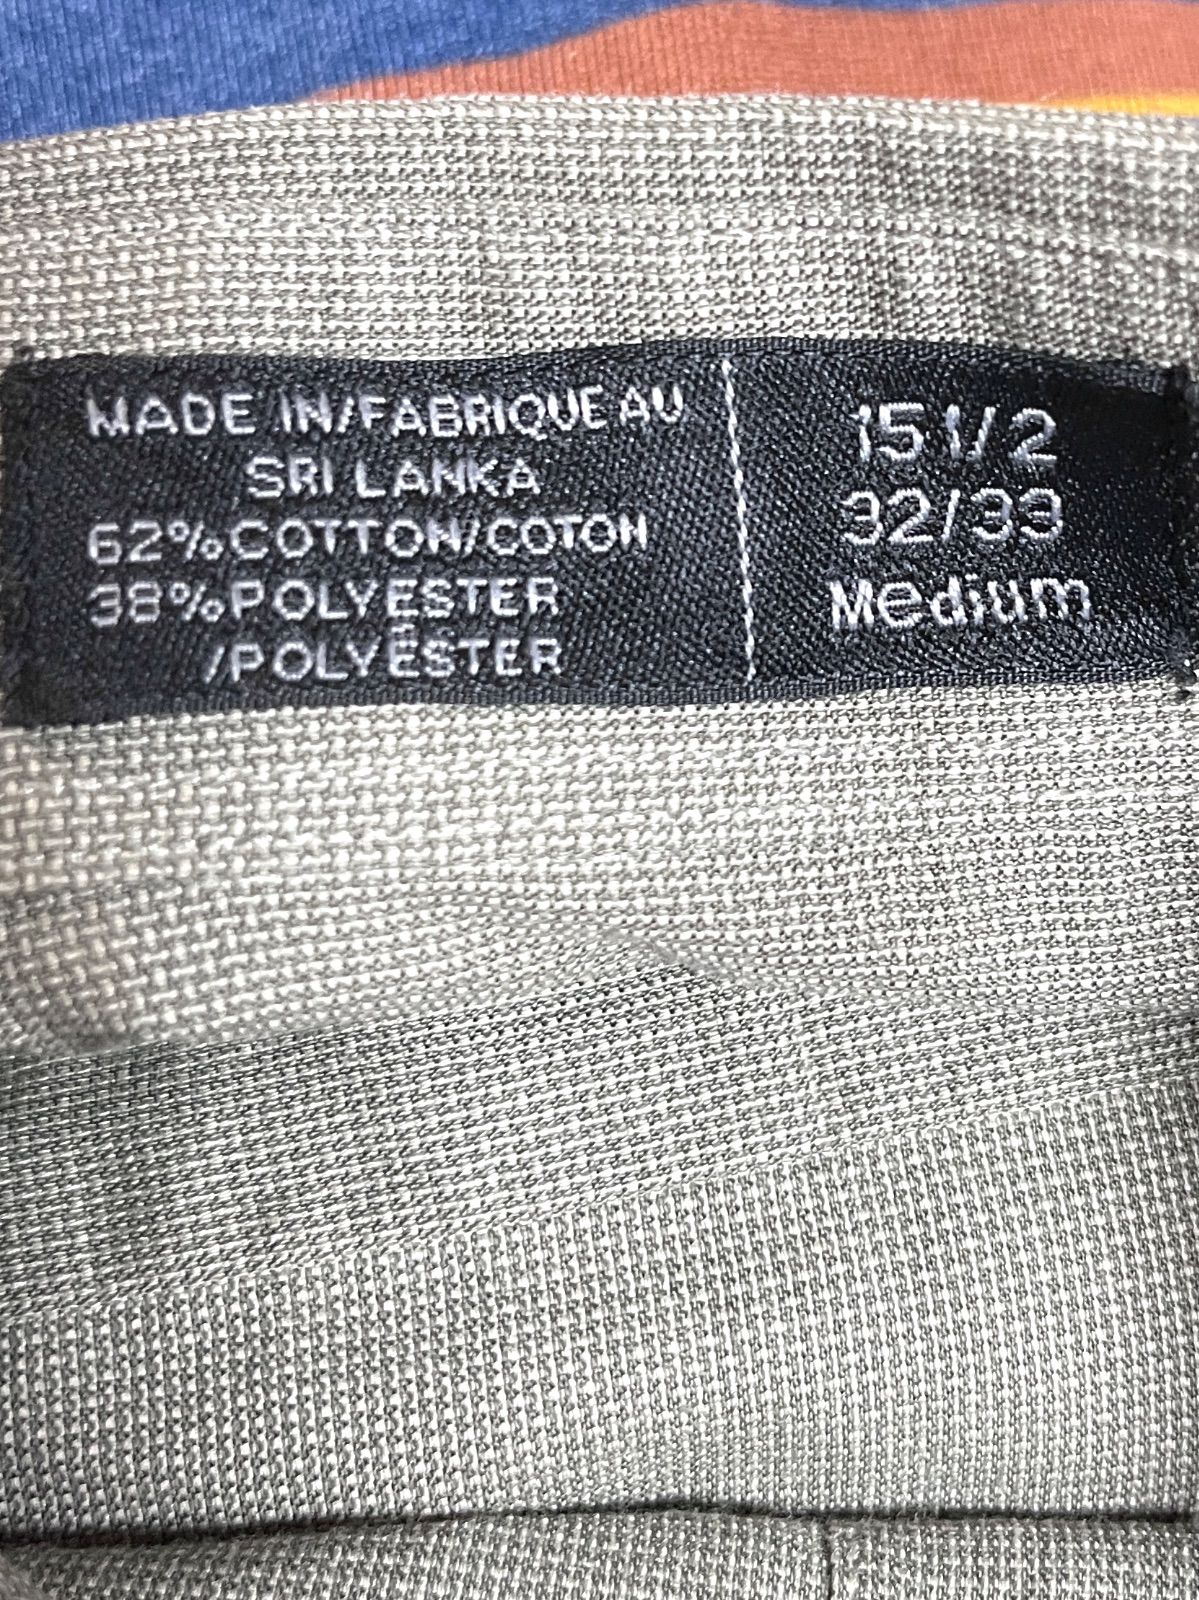 MADE IN/FABRIQUE AU
SRI LANKA
62%COTTON/COTON
38%POLYESTER
/POLYESTER
15 1/2
32/33
Medium